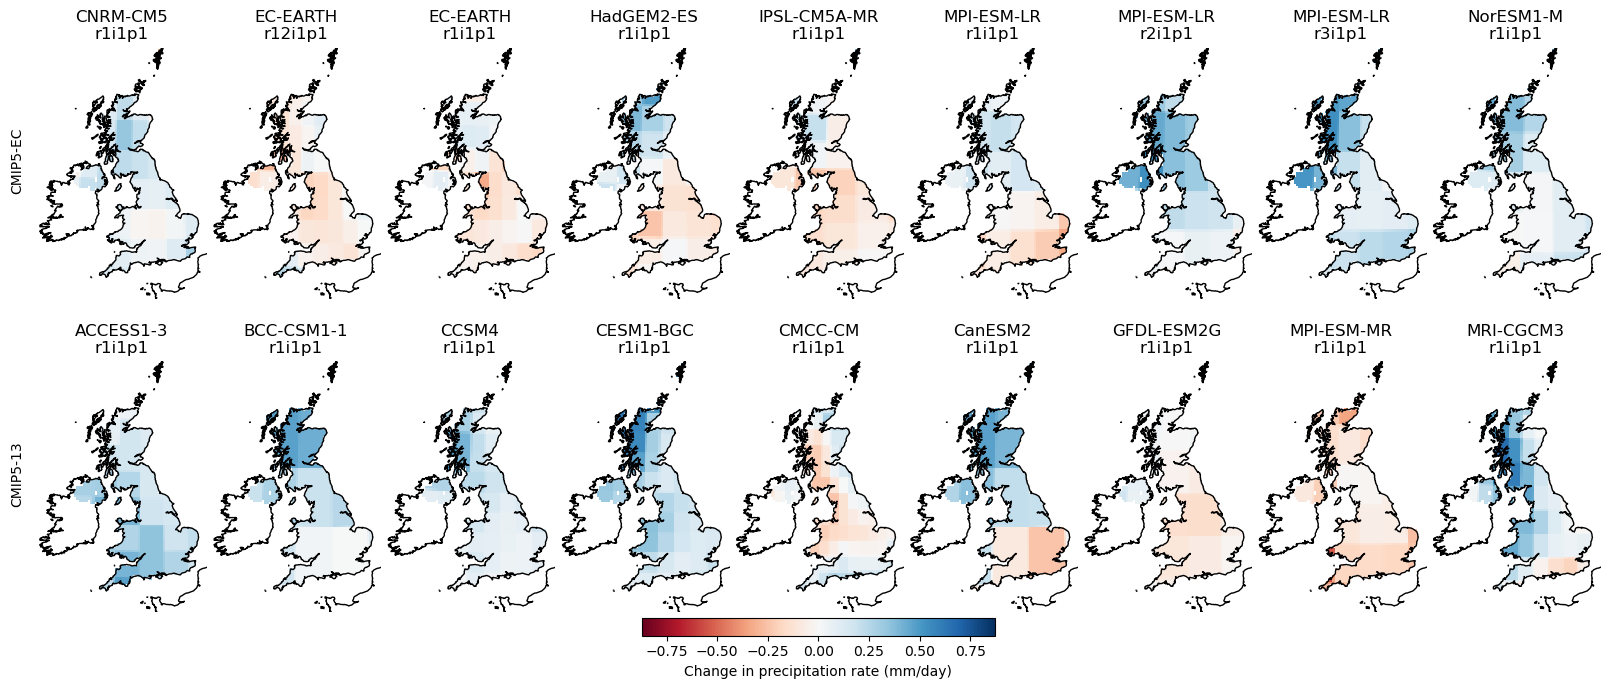 CNRM-CM5 EC-EARTH EC-EARTH HadGEM2-ES IPSL-CM5A-MR MPI-ESM-LR MPI-ESM-LR MPI-ESM-LR NorESM1-M
r1i1p1 r12i1p1 r1i1p1 r1i1p1 r1i1p1 r1i1p1 r2i1p1 r3i1p1 r1i1p1
CMIP5-EC
ACCESS1-3 BCC-CSM1-1 CCSM4 CESM1-BGC CMCC-CM CanESM2 GFDL-ESM2G MPI-ESM-MR MRI-CGCM3
r1i1p1 r1i1p1 r1i1p1 r1i1p1 r1i1p1 r1i1p1 r1i1p1 r1i1p1 r1i1p1
CMIP5-13
−0.75 −0.50 −0.25 0.00 0.25 0.50 0.75
Change in precipitation rate (mm/day)